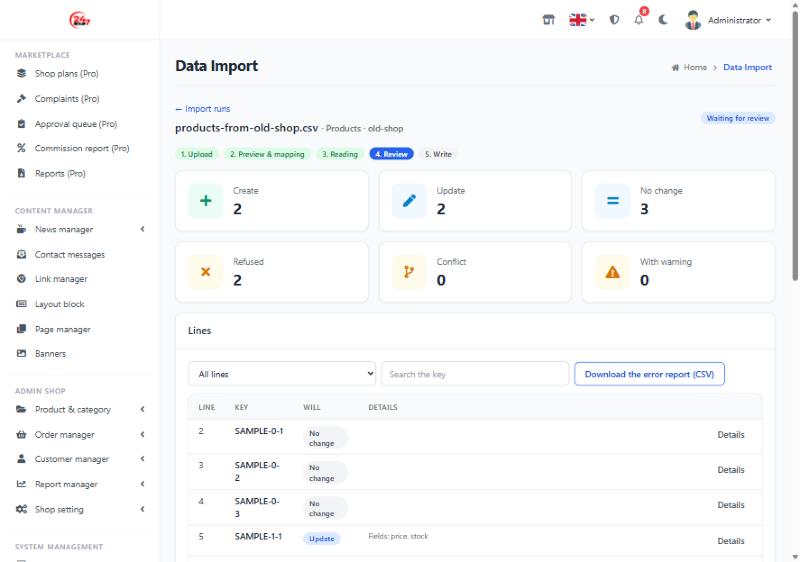 24/7
8
Administrator
MARKETPLACE
Shop plans (Pro)
Complaints (Pro)
Approval queue (Pro)
Commission report (Pro)
Reports (Pro)
CONTENT MANAGER
News manager
Contact messages
Link manager
Layout block
Page manager
Banners
ADMIN SHOP
Product & category
Order manager
Customer manager
Report manager
Shop setting
SYSTEM MANAGEMENT
Data Import
Home > Data Import
← Import runs
products-from-old-shop.csv · Products · old-shop
Waiting for review
1. Upload 2. Preview & mapping 3. Reading 4. Review 5. Write
Create
2
Update
2
No change
3
Refused
2
Conflict
0
With warning
0
Lines
All lines
Search the key
Download the error report (CSV)
LINE KEY WILL DETAILS
2 SAMPLE-0-1 No change Details
3 SAMPLE-0-2 No change Details
4 SAMPLE-0-3 No change Details
5 SAMPLE-1-1 Update Fields: price, stock Details